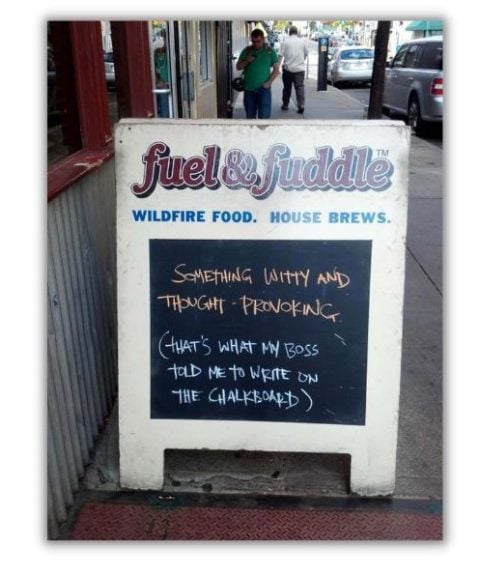 fuel & fuddle™
WILDFIRE FOOD. HOUSE BREWS.
SOMETHING WITTY AND
THOUGHT-PROVOKING
(THAT'S WHAT MY BOSS
TOLD ME TO WRITE ON
THE CHALKBOARD)